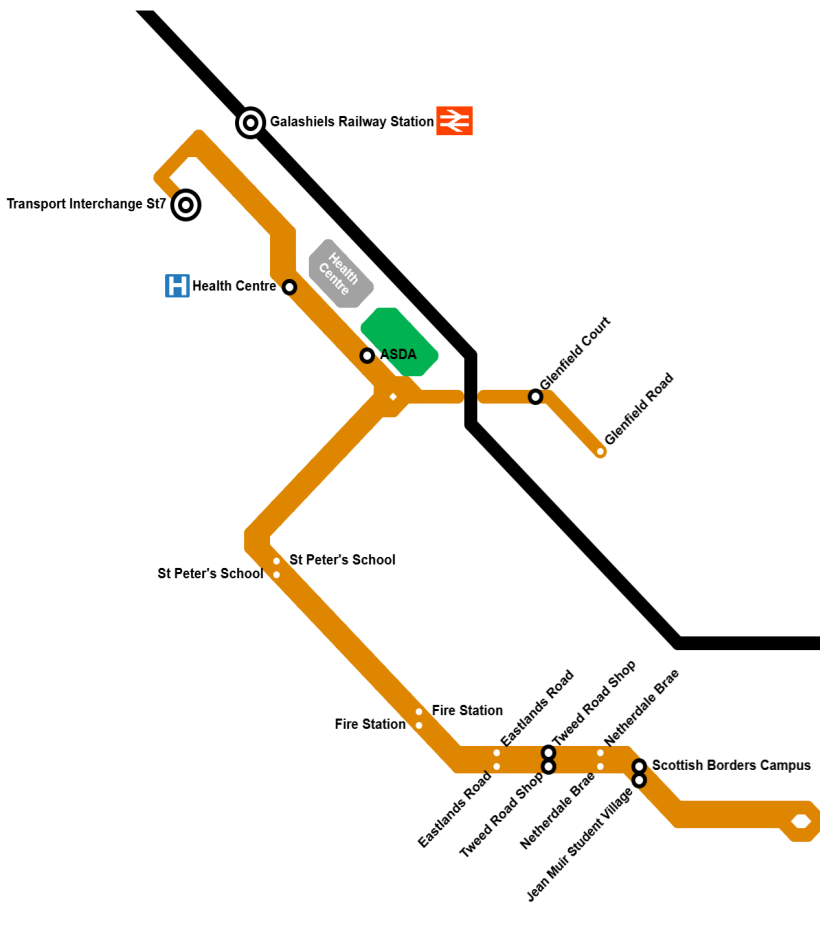 Galashiels Railway Station
Transport Interchange St7
Health
Centre
H
Health Centre
ASDA
Glenfield Court
Glenfield Road
St Peter's School
St Peter's School
Fire Station
Fire Station
Eastlands Road
Tweed Road Shop
Netherdale Brae
Scottish Borders Campus
Eastlands Road
Tweed Road Shop
Netherdale Brae
Jean Muir Student Village